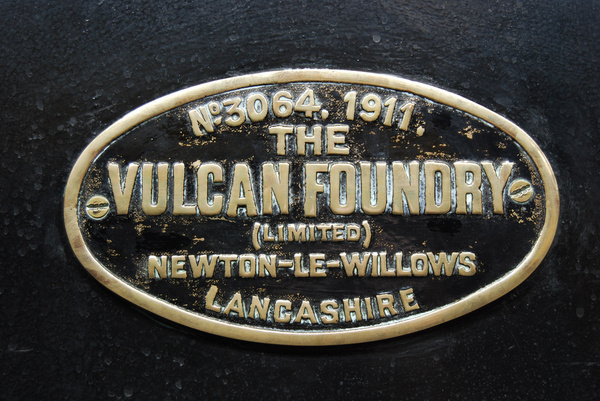 Nº3064. 1911.
THE
VULCAN FOUNDRY
(LIMITED)
NEWTON-LE-WILLOWS
LANCASHIRE